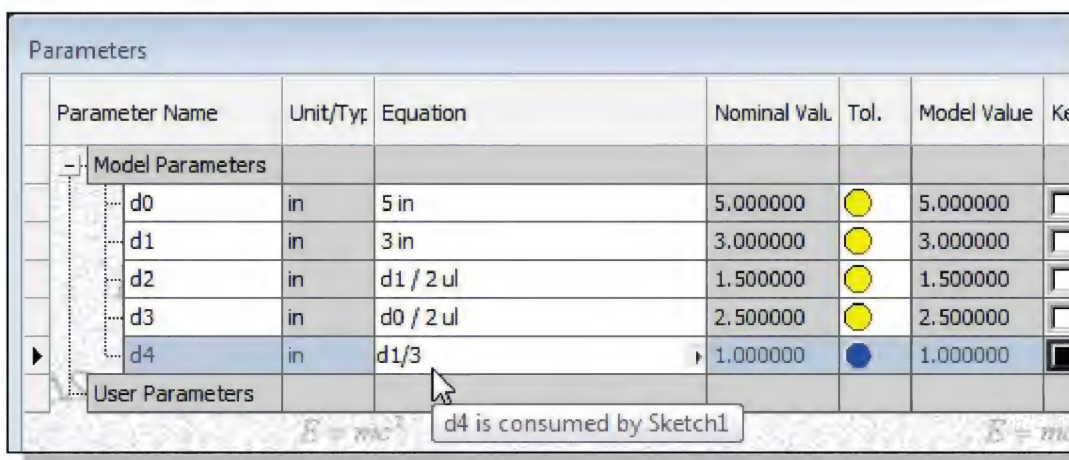 Parameters
Parameter Name Unit/Typ Equation Nominal Valu Tol. Model Value Ke
Model Parameters
d0 in 5 in 5.000000 5.000000
d1 in 3 in 3.000000 3.000000
d2 in d1 / 2 ul 1.500000 1.500000
d3 in d0 / 2 ul 2.500000 2.500000
d4 in d1/3 1.000000 1.000000
User Parameters
d4 is consumed by Sketch1
E = mc²
E = mc